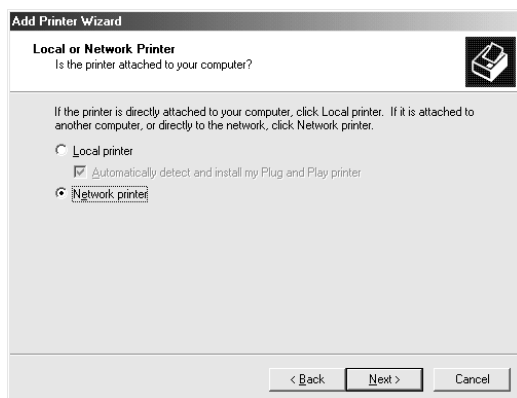 Add Printer Wizard
Local or Network Printer
Is the printer attached to your computer?
If the printer is directly attached to your computer, click Local printer. If it is attached to
another computer, or directly to the network, click Network printer.
Local printer
Automatically detect and install my Plug and Play printer
Network printer
< Back Next > Cancel